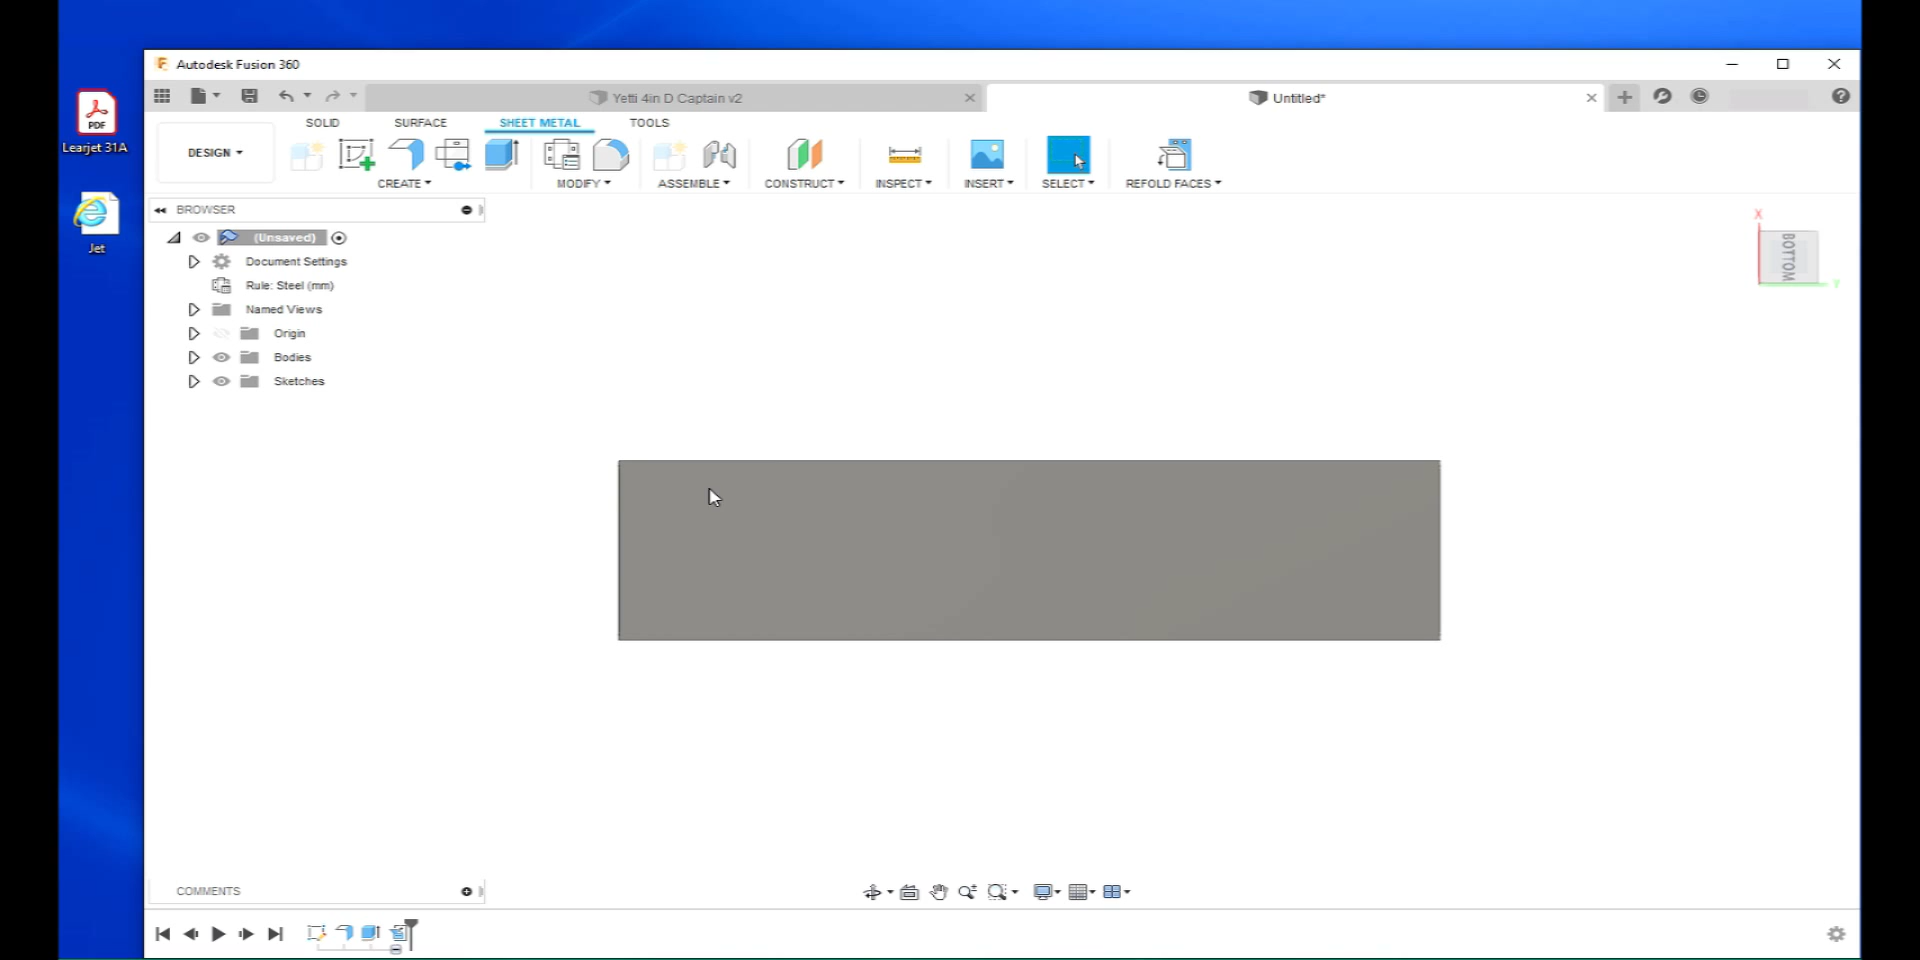 Autodesk Fusion 360
PDF
Learjet 31A
Jet
Yetti 4in D Captain v2
Untitled*
SOLID
SURFACE
SHEET METAL
TOOLS
DESIGN
CREATE
MODIFY
ASSEMBLE
CONSTRUCT
INSPECT
INSERT
SELECT
REFOLD FACES
BROWSER
(Unsaved)
Document Settings
Rule: Steel (mm)
Named Views
Origin
Bodies
Sketches
X
BOTTOM
Y
COMMENTS